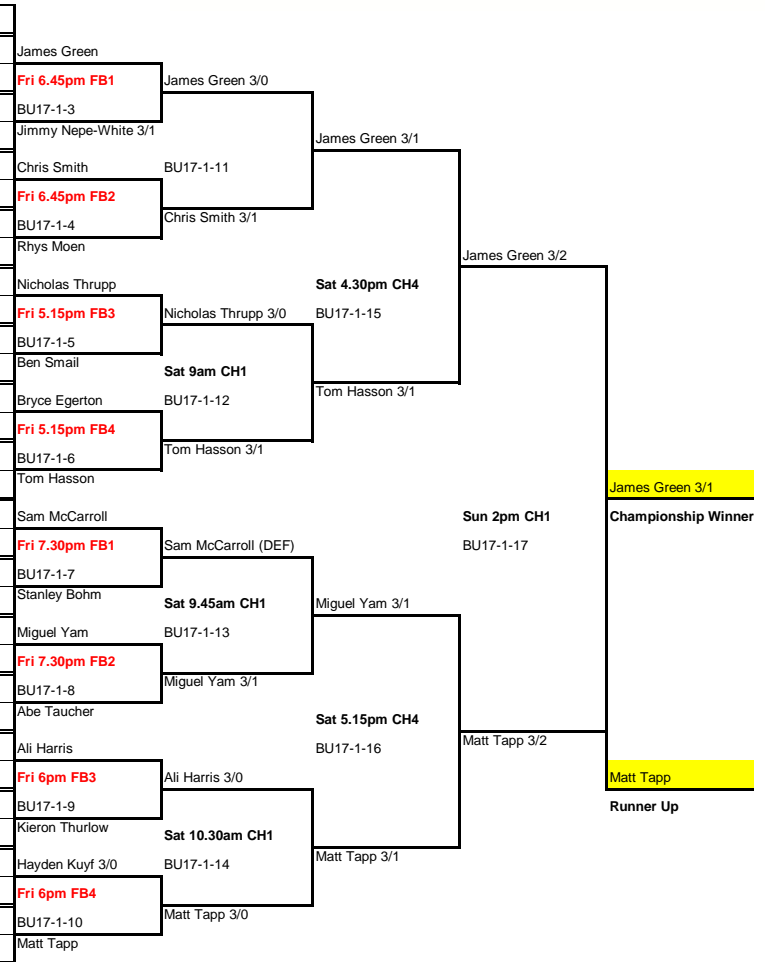 James Green
Fri 6.45pm FB1
James Green 3/0
BU17-1-3
Jimmy Nepe-White 3/1
James Green 3/1
Chris Smith
BU17-1-11
Fri 6.45pm FB2
Chris Smith 3/1
BU17-1-4
Rhys Moen
James Green 3/2
Nicholas Thrupp
Sat 4.30pm CH4
Fri 5.15pm FB3
Nicholas Thrupp 3/0
BU17-1-15
BU17-1-5
Ben Smail
Sat 9am CH1
Tom Hasson 3/1
Bryce Egerton
BU17-1-12
Fri 5.15pm FB4
Tom Hasson 3/1
BU17-1-6
Tom Hasson
James Green 3/1
Sam McCarroll
Sun 2pm CH1
Championship Winner
Fri 7.30pm FB1
Sam McCarroll (DEF)
BU17-1-17
BU17-1-7
Stanley Bohm
Sat 9.45am CH1
Miguel Yam 3/1
Miguel Yam
BU17-1-13
Fri 7.30pm FB2
Miguel Yam 3/1
BU17-1-8
Abe Taucher
Sat 5.15pm CH4
Matt Tapp 3/2
Ali Harris
BU17-1-16
Fri 6pm FB3
Ali Harris 3/0
Matt Tapp
BU17-1-9
Runner Up
Kieron Thurlow
Sat 10.30am CH1
Matt Tapp 3/1
Hayden Kuyf 3/0
BU17-1-14
Fri 6pm FB4
Matt Tapp 3/0
BU17-1-10
Matt Tapp